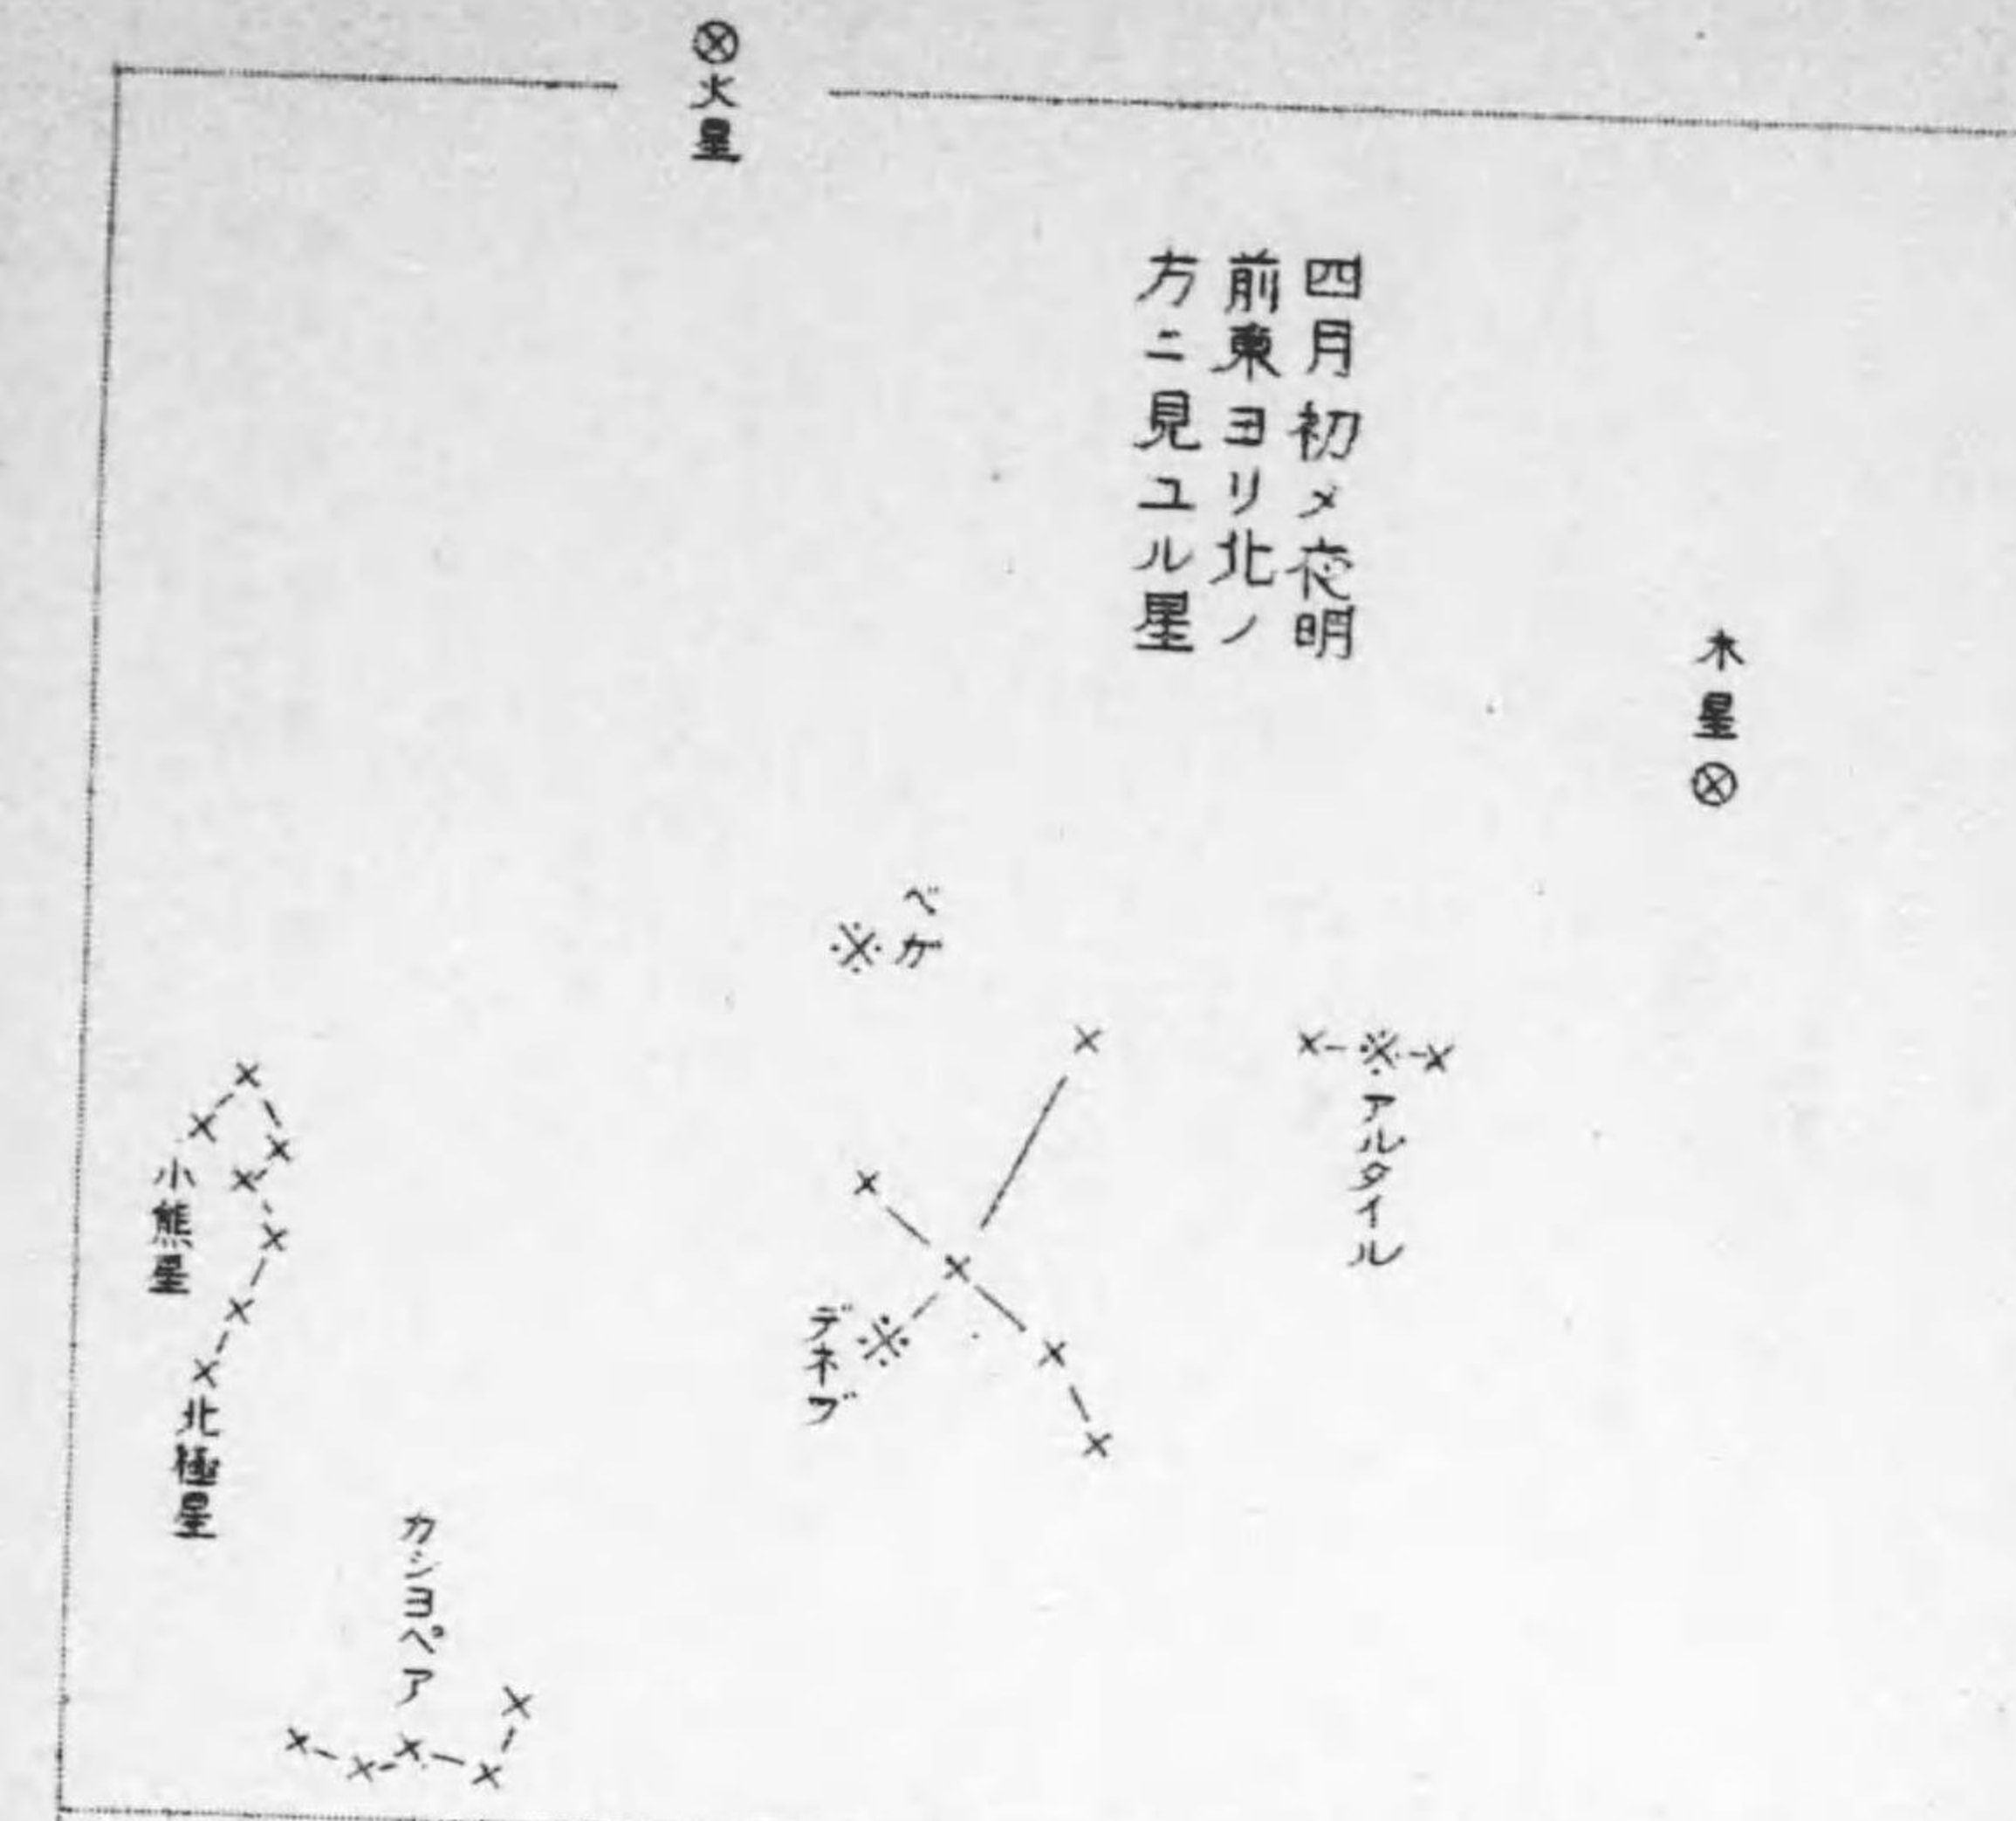 火星
四月初メ夜明
前東ヨリ北ノ
方ニ見ユル星
木星
ベガ
アルタイル
デネブ
小熊星
北極星
カシヨペア